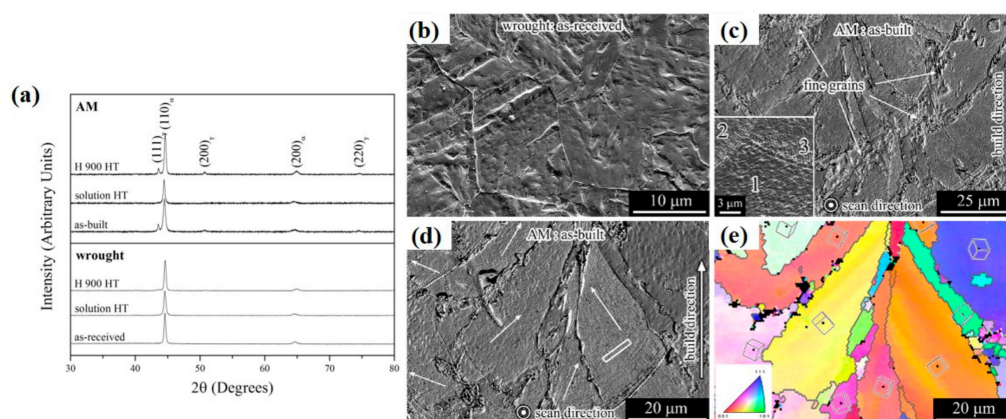 (a)
AM
(111)γ
(110)α
(200)γ
(200)α
(220)γ
H 900 HT
solution HT
as-built
wrought
H 900 HT
solution HT
as-received
Intensity (Arbitrary Units)
30 40 50 60 70 80
2θ (Degrees)
(b)
wrought: as-received
10 μm
(c)
AM : as-built
fine grains
build direction
2
3
1
3 μm
scan direction
25 μm
(d)
AM : as-built
build direction
scan direction
20 μm
(e)
111
001 101
20 μm